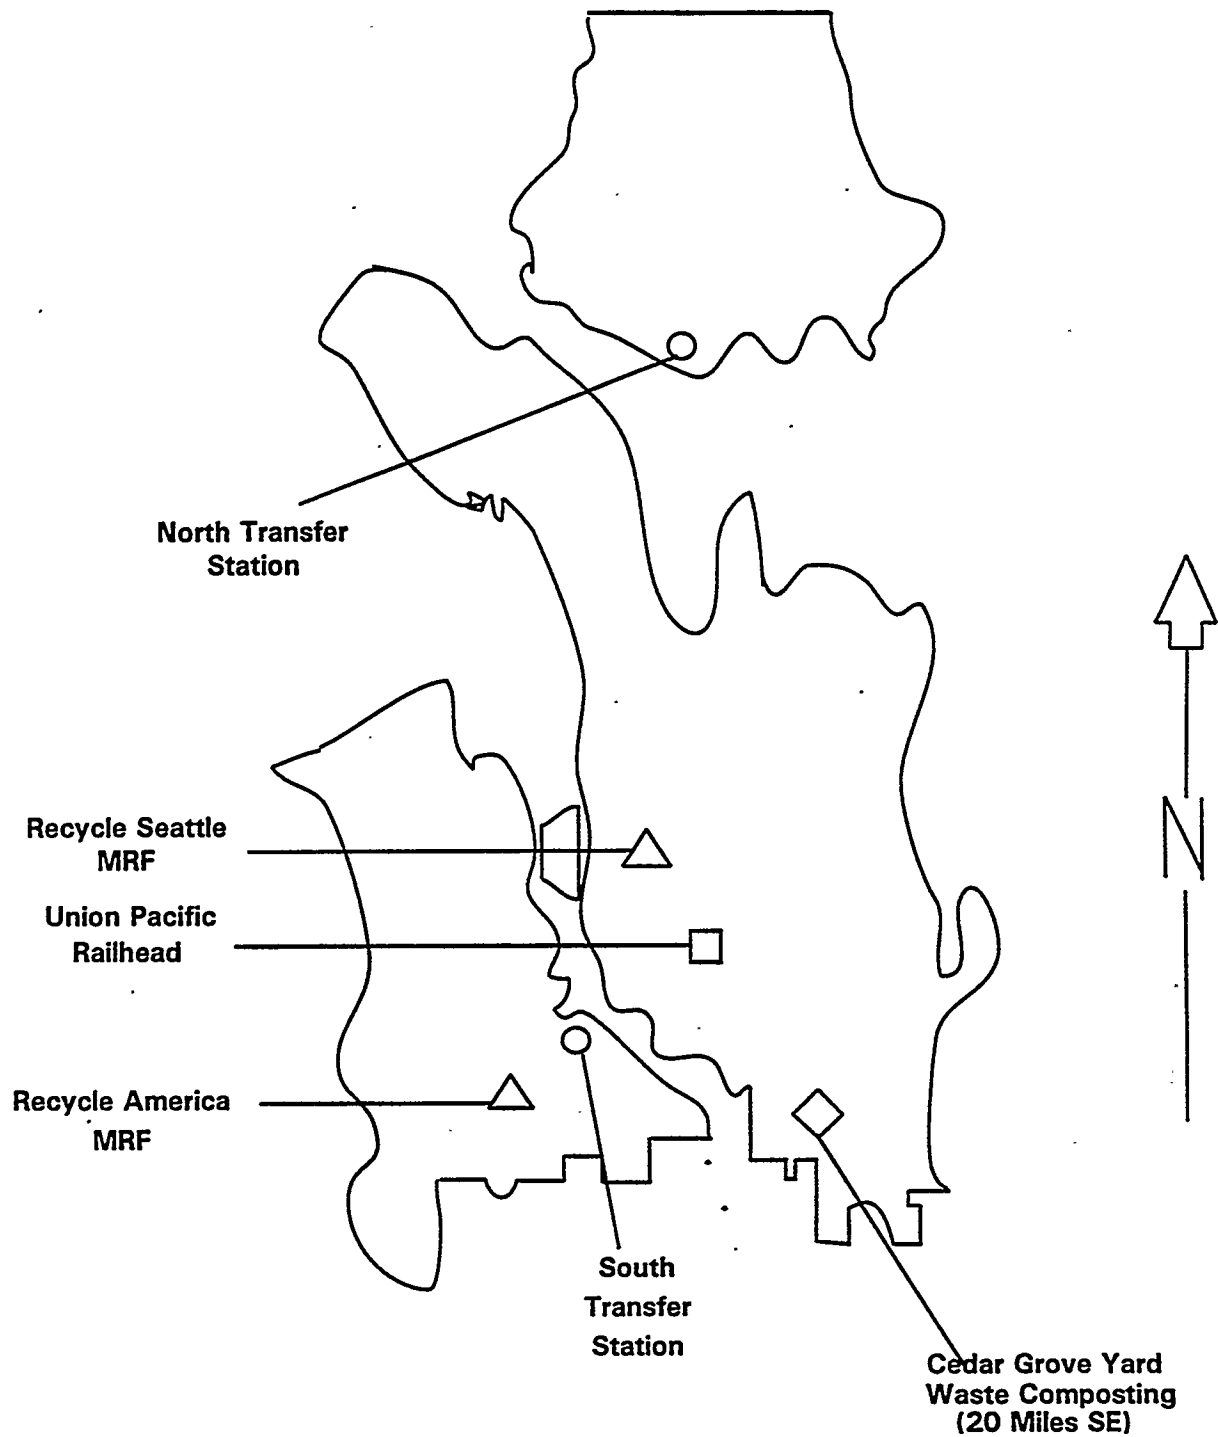 North Transfer
Station
N
Recycle Seattle
MRF
Union Pacific
Railhead
Recycle America
MRF
South
Transfer
Station
Cedar Grove Yard
Waste Composting
(20 Miles SE)